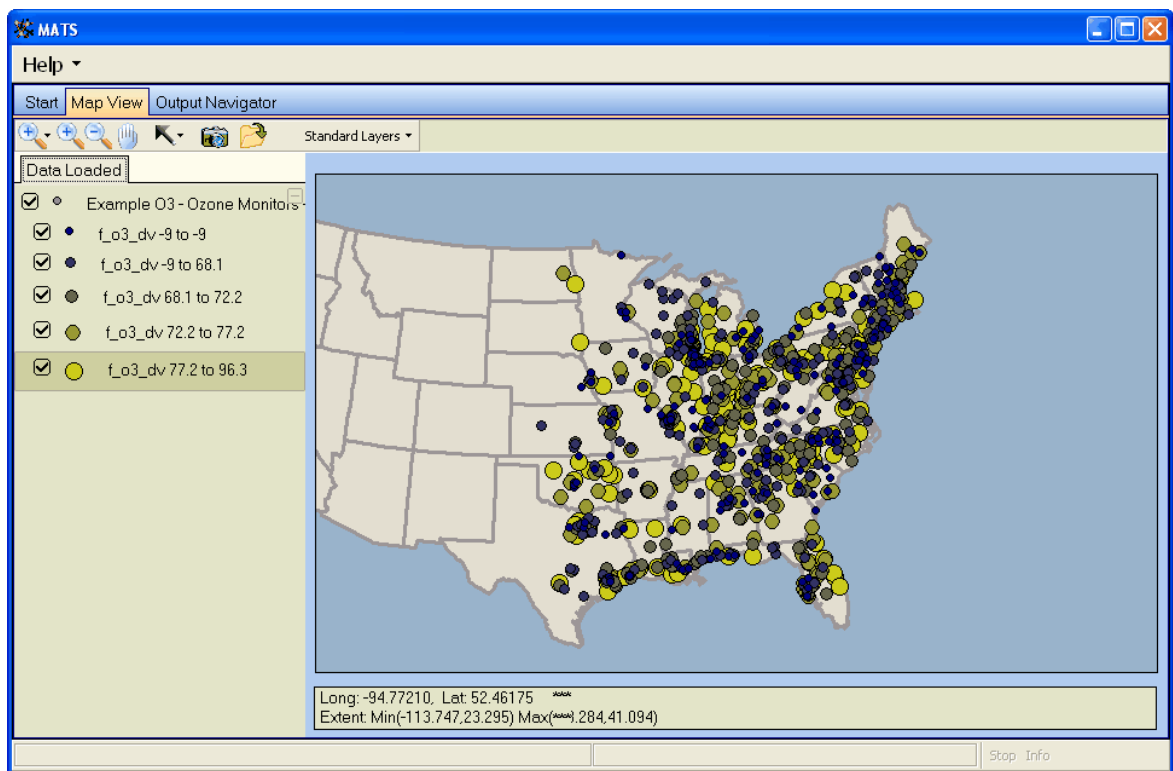 MATS
Help
Start Map View Output Navigator
Standard Layers
Data Loaded
Example O3 - Ozone Monitors -
f_o3_dv -9 to -9
f_o3_dv -9 to 68.1
f_o3_dv 68.1 to 72.2
f_o3_dv 72.2 to 77.2
f_o3_dv 77.2 to 96.3
Long: -94.77210, Lat: 52.46175 ***
Extent: Min(-113.747,23.295) Max(***).284,41.094)
Stop Info